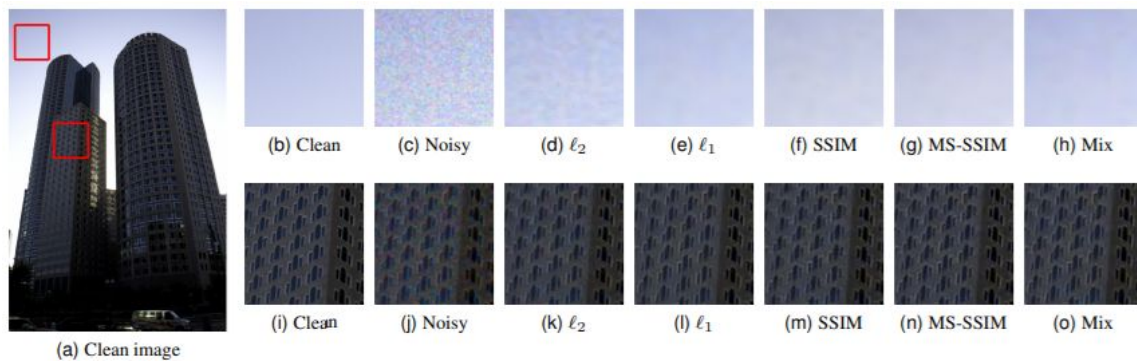 (b) Clean (c) Noisy (d) ℓ₂ (e) ℓ₁ (f) SSIM (g) MS-SSIM (h) Mix
(i) Clean (j) Noisy (k) ℓ₂ (l) ℓ₁ (m) SSIM (n) MS-SSIM (o) Mix
(a) Clean image